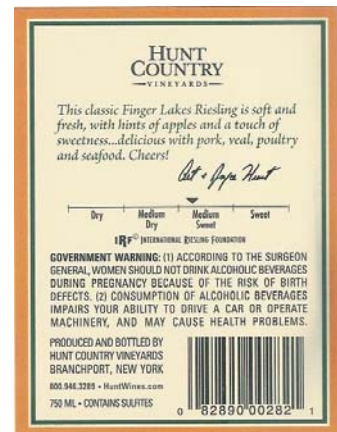 HUNT
COUNTRY
VINEYARDS
This classic Finger Lakes Riesling is soft and
fresh, with hints of apples and a touch of
sweetness...delicious with pork, veal, poultry
and seafood. Cheers!
Art + Joyce Hunt
Dry Medium Dry Medium Sweet Sweet
IRF© INTERNATIONAL RIESLING FOUNDATION
GOVERNMENT WARNING: (1) ACCORDING TO THE SURGEON
GENERAL, WOMEN SHOULD NOT DRINK ALCOHOLIC BEVERAGES
DURING PREGNANCY BECAUSE OF THE RISK OF BIRTH
DEFECTS. (2) CONSUMPTION OF ALCOHOLIC BEVERAGES
IMPAIRS YOUR ABILITY TO DRIVE A CAR OR OPERATE
MACHINERY, AND MAY CAUSE HEALTH PROBLEMS.
PRODUCED AND BOTTLED BY
HUNT COUNTRY VINEYARDS
BRANCHPORT, NEW YORK
800.946.3289 • HuntWines.com
750 ML • CONTAINS SULFITES
0 82890 00282 1